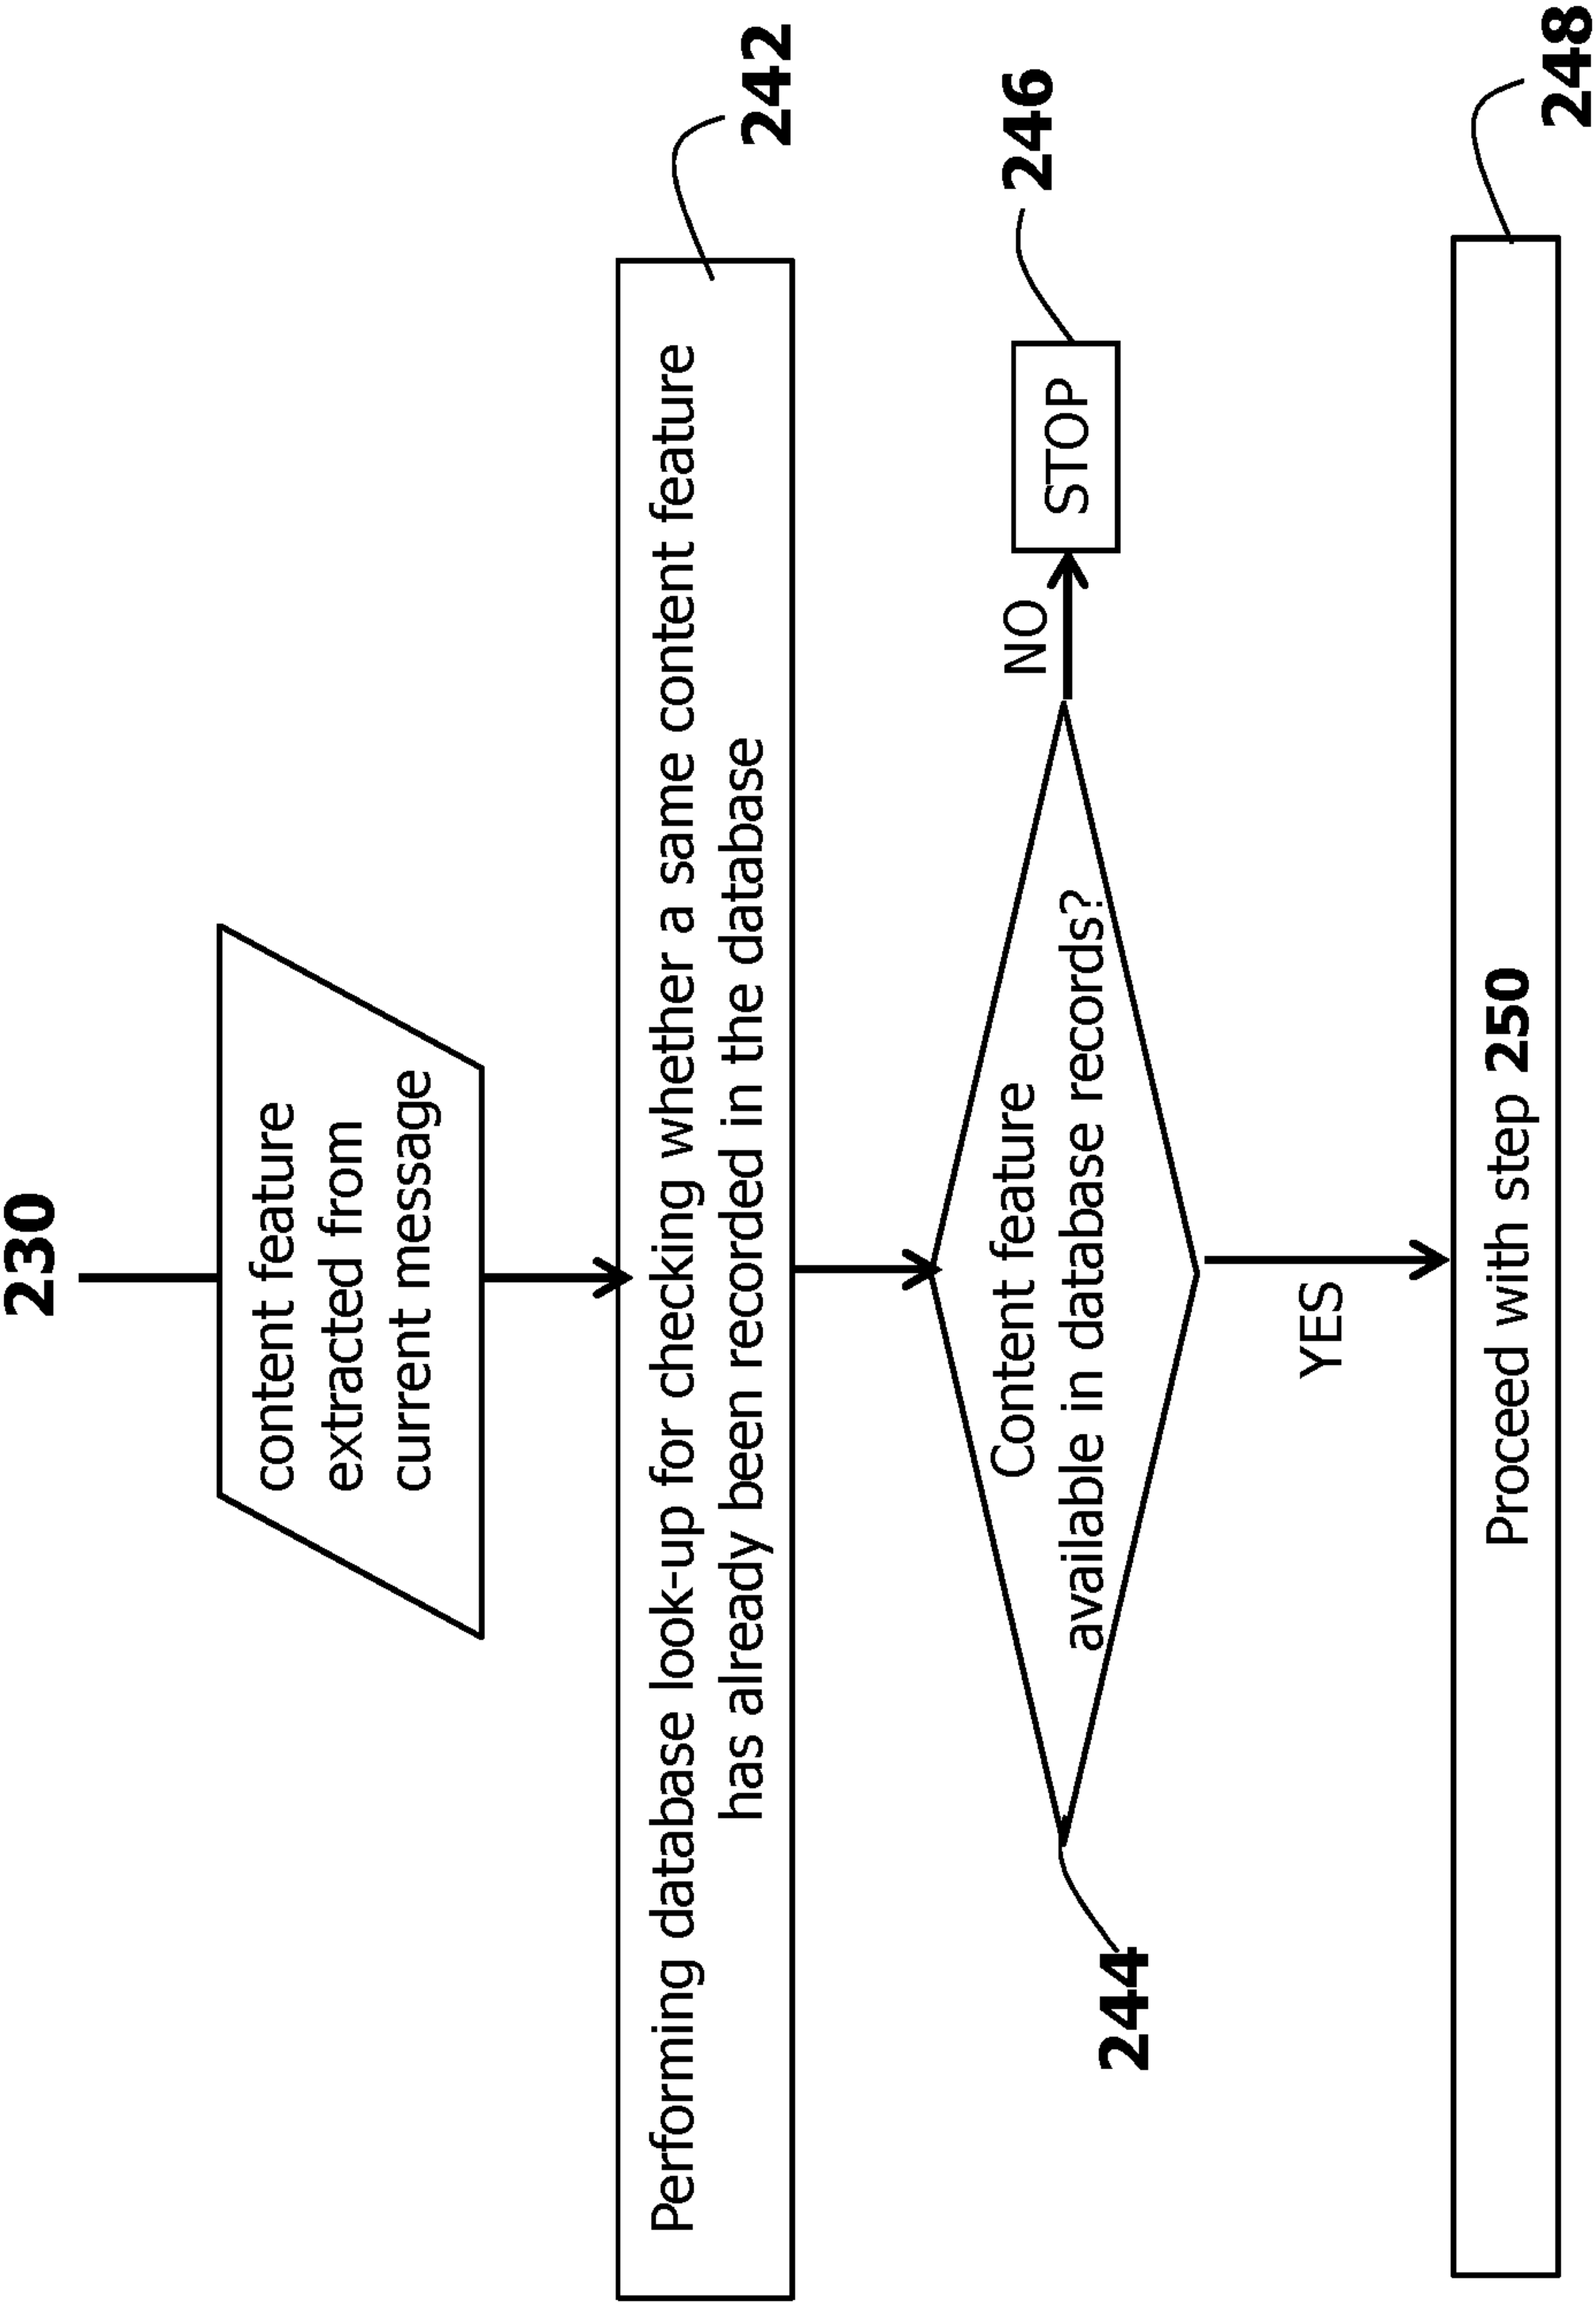 230
content feature
extracted from
current message
Performing database look-up for checking whether a same content feature
has already been recorded in the database
242
Content feature
available in database records?
244
NO
STOP
246
YES
Proceed with step 250
248